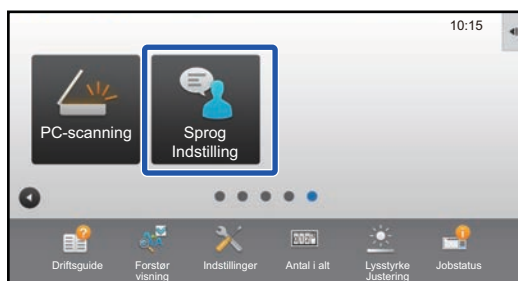 10:15
PC-scanning
Sprog
Indstilling
Driftsguide
Forstør
visning
Indstillinger
Antal i alt
Lysstyrke
Justering
Jobstatus